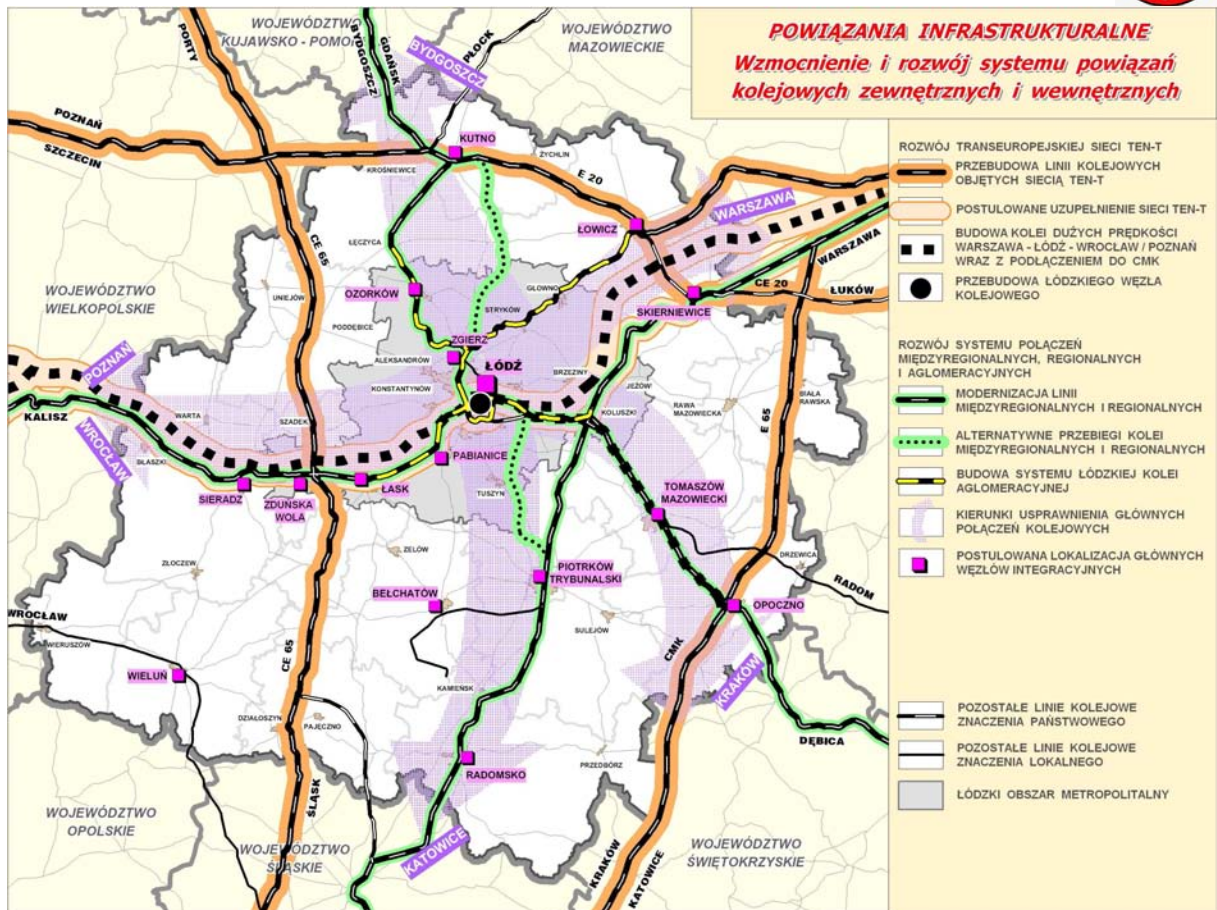 POWIĄZANIA INFRASTRUKTURALNE
Wzmocnienie i rozwój systemu powiązań
kolejowych zewnętrznych i wewnętrznych
ROZWÓJ TRANSEUROPEJSKIEJ SIECI TEN-T
PRZEBUDOWA LINII KOLEJOWYCH
OBJĘTYCH SIECIĄ TEN-T
POSTULOWANE UZUPEŁNIENIE SIECI TEN-T
BUDOWA KOLEI DUŻYCH PRĘDKOŚCI
WARSZAWA - ŁÓDŹ - WROCŁAW / POZNAŃ
WRAZ Z PODŁĄCZENIEM DO CMK
PRZEBUDOWA ŁÓDZKIEGO WĘZŁA
KOLEJOWEGO
ROZWÓJ SYSTEMU POŁĄCZEŃ
MIĘDZYREGIONALNYCH, REGIONALNYCH
I AGLOMERACYJNYCH
MODERNIZACJA LINII
MIĘDZYREGIONALNYCH I REGIONALNYCH
ALTERNATYWNE PRZEBIEGI KOLEI
MIĘDZYREGIONALNYCH I REGIONALNYCH
BUDOWA SYSTEMU ŁÓDZKIEJ KOLEI
AGLOMERACYJNEJ
KIERUNKI USPRAWNIENIA GŁÓWNYCH
POŁĄCZEŃ KOLEJOWYCH
POSTULOWANA LOKALIZACJA GŁÓWNYCH
WĘZŁÓW INTEGRACYJNYCH
POZOSTAŁE LINIE KOLEJOWE
ZNACZENIA PAŃSTWOWEGO
POZOSTAŁE LINIE KOLEJOWE
ZNACZENIA LOKALNEGO
ŁÓDZKI OBSZAR METROPOLITALNY
WOJEWÓDZTWO
KUJAWSKO - POMO
WOJEWÓDZTWO
MAZOWIECKIE
PORTY
BYDGOSZCZ
GDAŃSK
BYDGOSZCZ
PŁOCK
POZNAŃ
SZCZECIN
KUTNO
ŻYCHLIN
KROŚNIEWICE
E 20
WARSZAWA
ŁOWICZ
CE 65
ŁĘCZYCA
WARSZAWA
WOJEWÓDZTWO
WIELKOPOLSKIE
UNIEJÓW
OZORKÓW
GŁOWNO
STRYKÓW
CE 20
ŁUKÓW
SKIERNIEWICE
PODDĘBICE
ZGIERZ
ALEKSANDRÓW
ŁÓDŹ
BRZEZINY
JEŻÓW
POZNAŃ
KONSTANTYNÓW
BIAŁA
RAWSKA
RAWA
MAZOWIECKA
KOLUSZKI
KALISZ
WARTA
SZADEK
E 65
WROCŁAW
BŁASZKI
PABIANICE
SIERADZ
ZDUŃSKA
WOLA
ŁASK
TUSZYN
TOMASZÓW
MAZOWIECKI
ZELÓW
DRZEWICA
ZŁOCZEW
PIOTRKÓW
TRYBUNALSKI
RADOM
BEŁCHATÓW
OPOCZNO
WROCŁAW
SULEJÓW
WIERUSZÓW
CMK
CE 65
WIELUŃ
KAMIEŃSK
KRAKÓW
DZIAŁOSZYN
PAJĘCZNO
DĘBICA
RADOMSKO
PRZEDBÓRZ
ŚLĄSK
WOJEWÓDZTWO
OPOLSKIE
WOJEWÓDZTWO
ŚLĄSKIE
KATOWICE
KRAKÓW
KATOWICE
WOJEWÓDZTWO
ŚWIĘTOKRZYSKIE